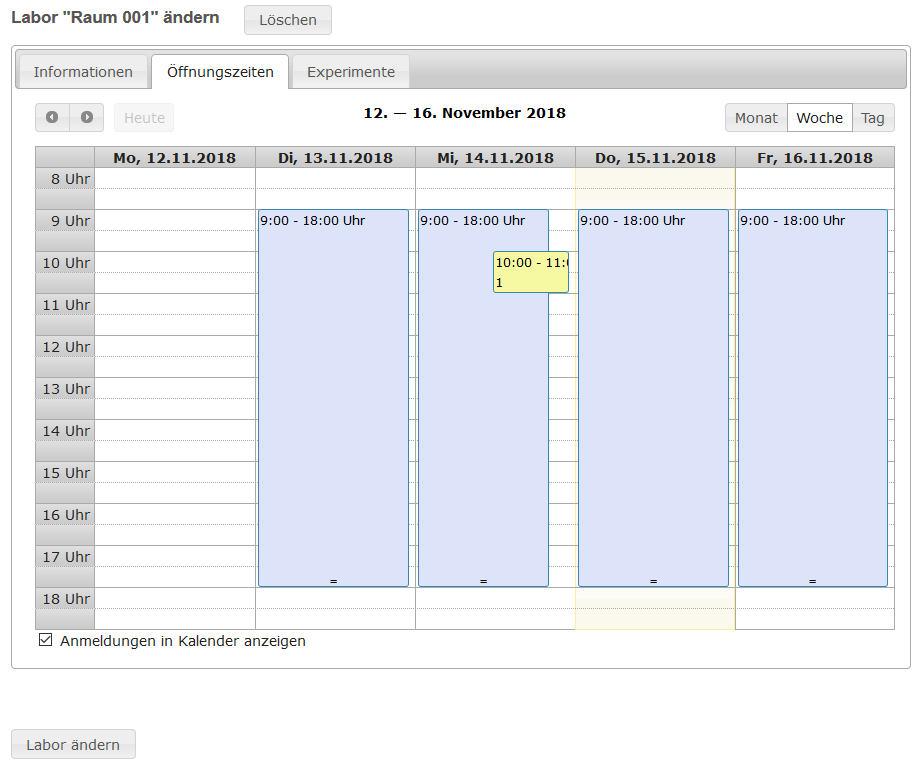 Labor "Raum 001" ändern
Löschen
Informationen
Öffnungszeiten
Experimente
Heute
12. — 16. November 2018
Monat
Woche
Tag
Mo, 12.11.2018
Di, 13.11.2018
Mi, 14.11.2018
Do, 15.11.2018
Fr, 16.11.2018
8 Uhr
9 Uhr
9:00 - 18:00 Uhr
9:00 - 18:00 Uhr
9:00 - 18:00 Uhr
9:00 - 18:00 Uhr
10 Uhr
10:00 - 11:
1
11 Uhr
12 Uhr
13 Uhr
14 Uhr
15 Uhr
16 Uhr
17 Uhr
=
=
=
=
18 Uhr
Anmeldungen in Kalender anzeigen
Labor ändern